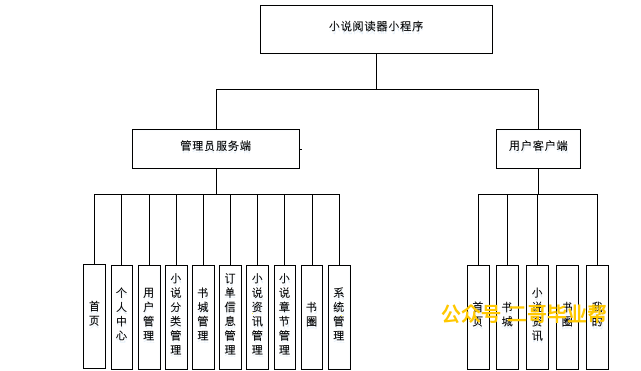 小说阅读器小程序
管理员服务端
用户客户端
首页
个人中心
用户管理
小说分类管理
书城管理
订单信息管理
小说资讯管理
小说章节管理
书圈
系统管理
首页
书城
小说资讯
书圈
我的
公众号 二哥毕业帮